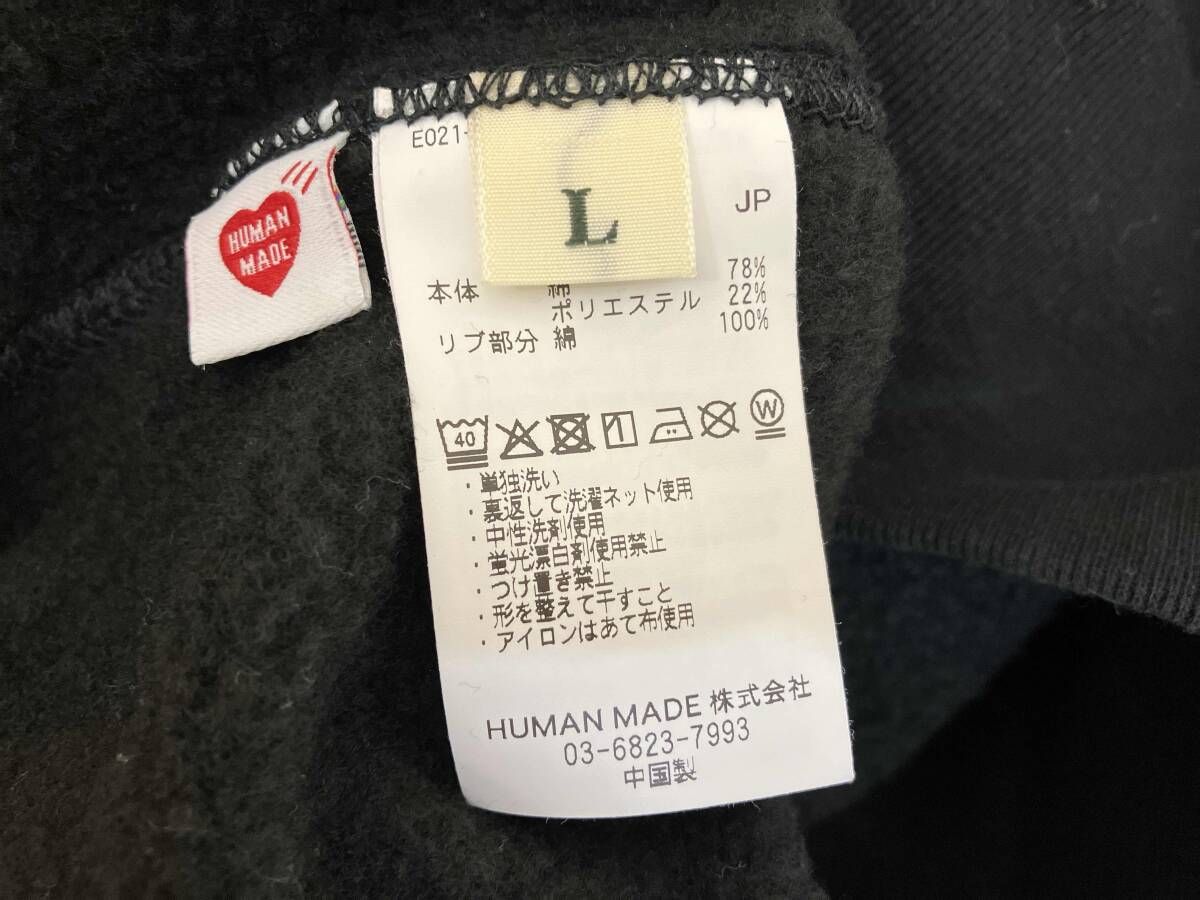 HUMAN
MADE
E021-
L
JP
本体 綿 78%
ポリエステル 22%
リブ部分 綿 100%
40
W
・単独洗い
・裏返して洗濯ネット使用
・中性洗剤使用
・蛍光漂白剤使用禁止
・つけ置き禁止
・形を整えて干すこと
・アイロンはあて布使用
HUMAN MADE 株式会社
03-6823-7993
中国製